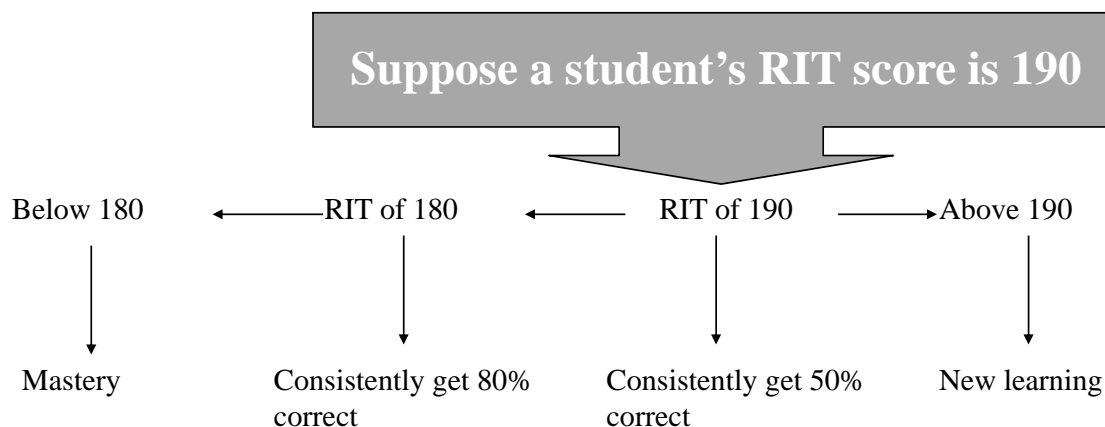 Suppose a student’s RIT score is 190
Below 180
RIT of 180
RIT of 190
Above 190
Mastery
Consistently get 80%
correct
Consistently get 50%
correct
New learning